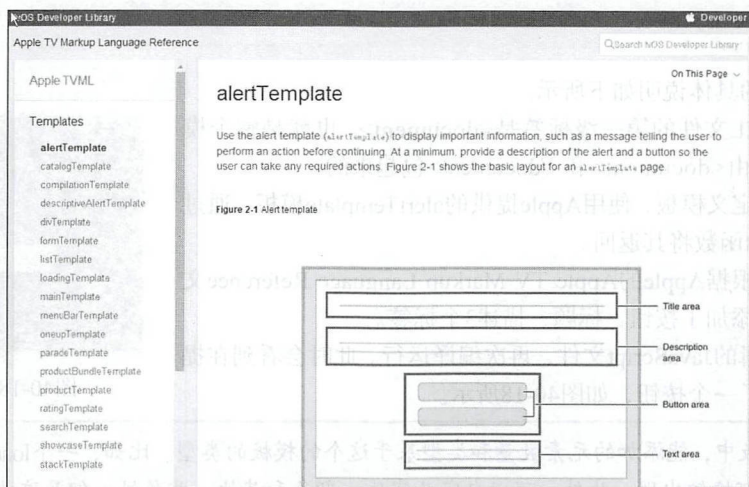 OS Developer Library
Developer
Apple TV Markup Language Reference
Search tvOS Developer Library
Apple TVML
On This Page
alertTemplate
Templates
Use the alert template (alertTemplate) to display important information, such as a message telling the user to
perform an action before continuing. At a minimum, provide a description of the alert and a button so the
user can take any required actions. Figure 2-1 shows the basic layout for an alertTemplate page.
alertTemplate
catalogTemplate
compilationTemplate
descriptiveAlertTemplate
divTemplate
formTemplate
listTemplate
loadingTemplate
mainTemplate
menuBarTemplate
oneupTemplate
paradeTemplate
productBundleTemplate
productTemplate
ratingTemplate
searchTemplate
showcaseTemplate
stackTemplate
Figure 2-1 Alert template
Title area
Description
area
Button area
Text area